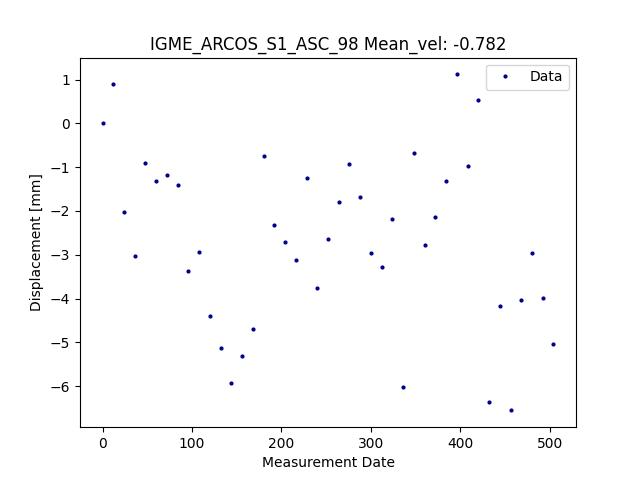 IGME_ARCOS_S1_ASC_98 Mean_vel: -0.782
Data
1
0
−1
−2
−3
−4
−5
−6
Displacement [mm]
0 100 200 300 400 500
Measurement Date